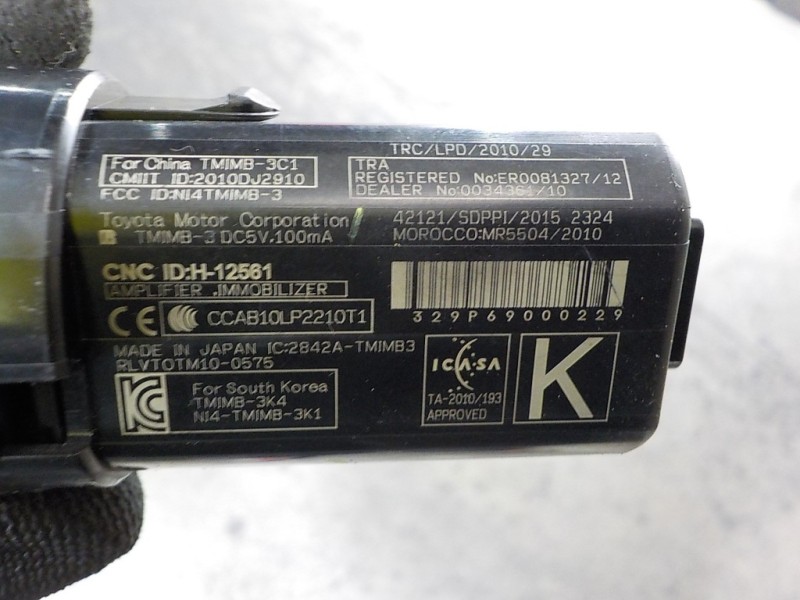 For China TMIMB-3C1
CMIIT ID:2010DJ2910
FCC ID:NI4TMIMB-3
Toyota Motor Corporation
TMIMB-3 DC5V.100mA
CNC ID:H-12561
AMPLIFIER .IMMOBILIZER
CE CCAB10LP2210T1
MADE IN JAPAN IC:2842A-TMIMB3
RLVTOTM10-0575
KC
For South Korea
TMIMB-3K4
NI4-TMIMB-3K1
TRC/LPD/2010/29
TRA
REGISTERED No:ER0081327/12
DEALER No:0034361/10
42121/SDPPI/2015 2324
MOROCCO:MR5504/2010
329P69000229
ICASA
TA-2010/193
APPROVED
K